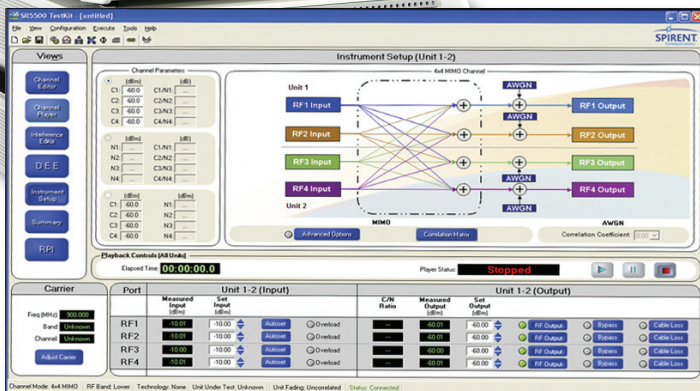 SR5500 TestKit - [untitled]
File View Configuration Execute Tools Help
SPIRENT
Views
Channel Editor
Channel Player
Interference Editor
DEE
Instrument Setup
Summary
RPI
Instrument Setup (Unit 1-2)
Channel Parameters
(dBm) (dB)
C1: -60.0 C1/N1: ...
C2: -60.0 C2/N2: ...
C3: -60.0 C3/N3: ...
C4: -60.0 C4/N4: ...
(dBm) (dB)
N1: ... C1/N1: ...
N2: ... C2/N2: ...
N3: ... C3/N3: ...
N4: ... C4/N4: ...
(dBm) (dBm)
C1: -60.0 N1: ...
C2: -60.0 N2: ...
C3: -60.0 N3: ...
C4: -60.0 N4: ...
4x4 MIMO Channel
Unit 1
RF1 Input
RF2 Input
RF3 Input
RF4 Input
Unit 2
AWGN
AWGN
AWGN
AWGN
RF1 Output
RF2 Output
RF3 Output
RF4 Output
MIMO
Advanced Options Correlation Matrix
AWGN
Correlation Coefficient: 0.00
Playback Controls (All Units)
Elapsed Time: 00:00:00.0 Player Status: Stopped
Carrier
Freq (MHz): 900.000
Band: Unknown
Channel: Unknown
Adjust Carrier
Port Unit 1-2 (Input) Unit 1-2 (Output)
Measured Input (dBm) Set Input (dBm) C/N Ratio Measured Output (dBm) Set Output (dBm)
RF1 -10.01 -10.00 Autoset Overload -- -60.01 -60.00 RF Output Bypass Cable Loss
RF2 -10.01 -10.00 Autoset Overload -- -60.01 -60.00 RF Output Bypass Cable Loss
RF3 -10.00 -10.00 Autoset Overload -- -60.00 -60.00 RF Output Bypass Cable Loss
RF4 -10.01 -10.00 Autoset Overload -- -60.01 -60.00 RF Output Bypass Cable Loss
Channel Mode: 4x4 MIMO RF Band: Lower Technology: None Unit Under Test: Unknown Unit Fading: Uncorrelated Status: Connected